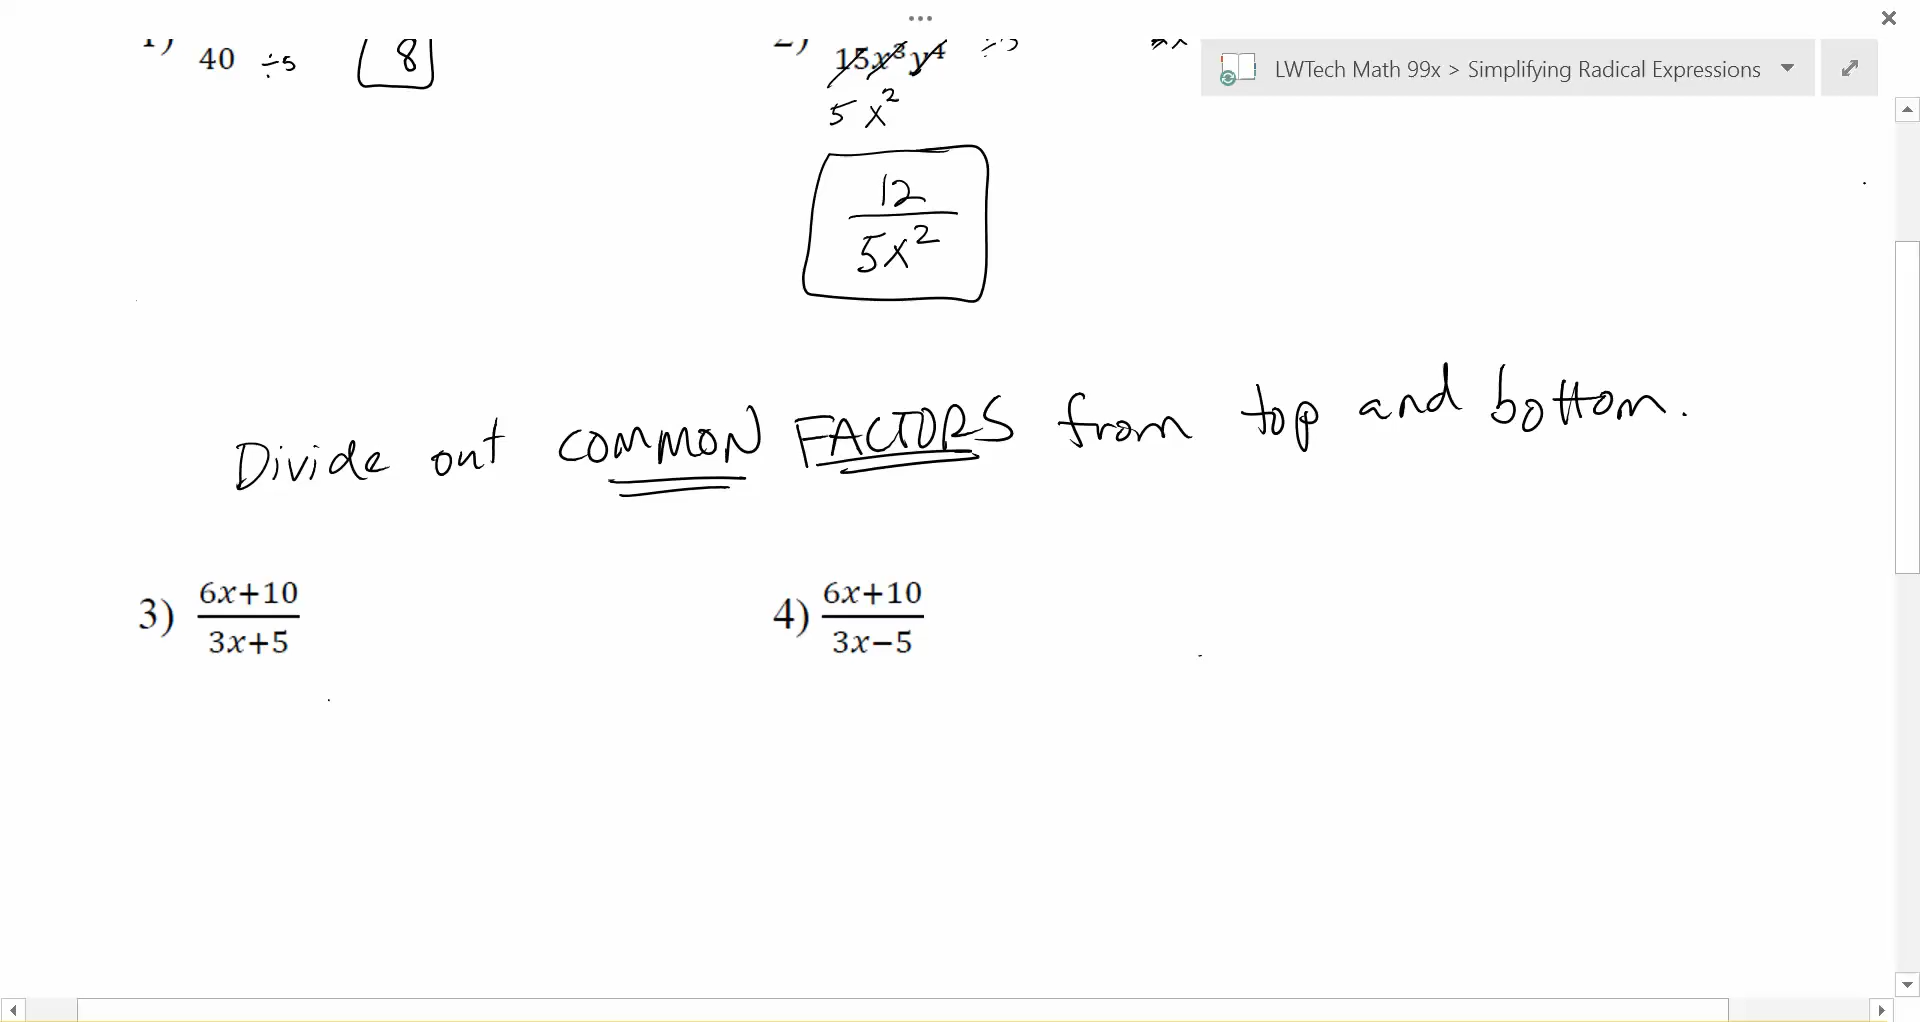 LWTech Math 99x > Simplifying Radical Expressions
40 ÷5 8
15x³y⁴
5x²
12
5x²
Divide out COMMON FACTORS from top and bottom.
3) 6x+10
3x+5
4) 6x+10
3x−5